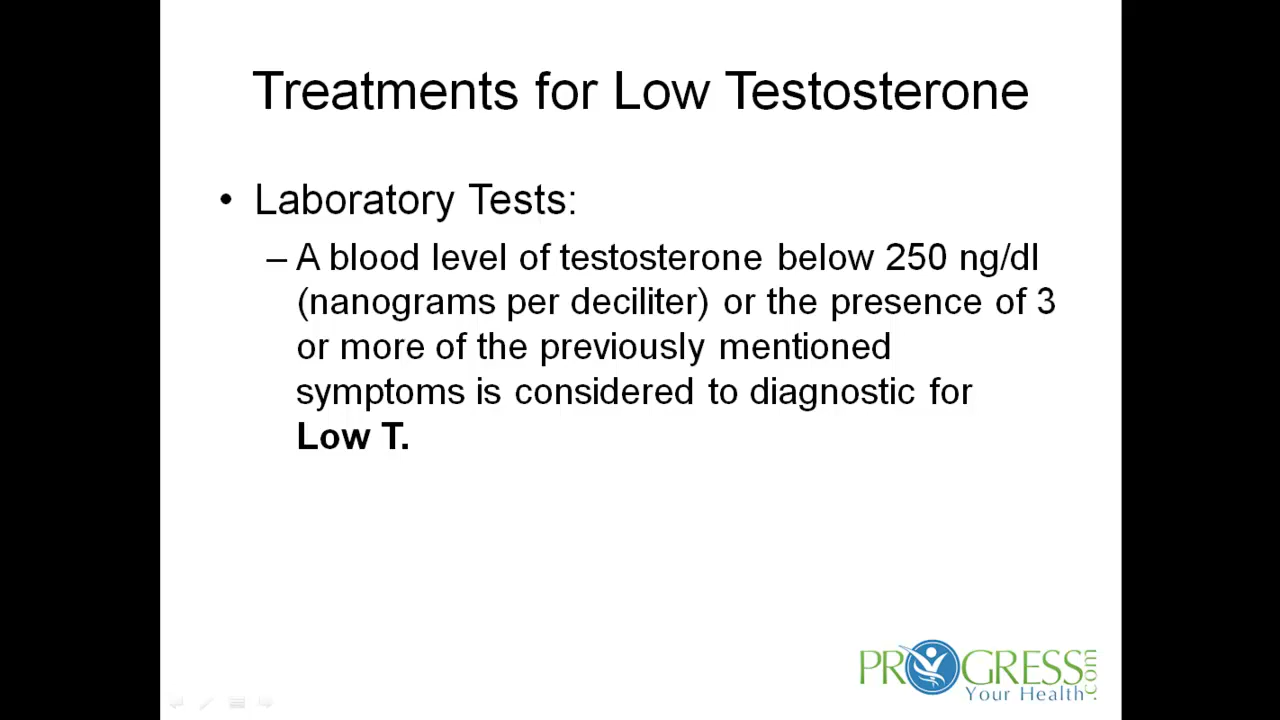 Treatments for Low Testosterone
• Laboratory Tests:
– A blood level of testosterone below 250 ng/dl
(nanograms per deciliter) or the presence of 3
or more of the previously mentioned
symptoms is considered to diagnostic for
Low T.
PROGRESS
.com
Your Health